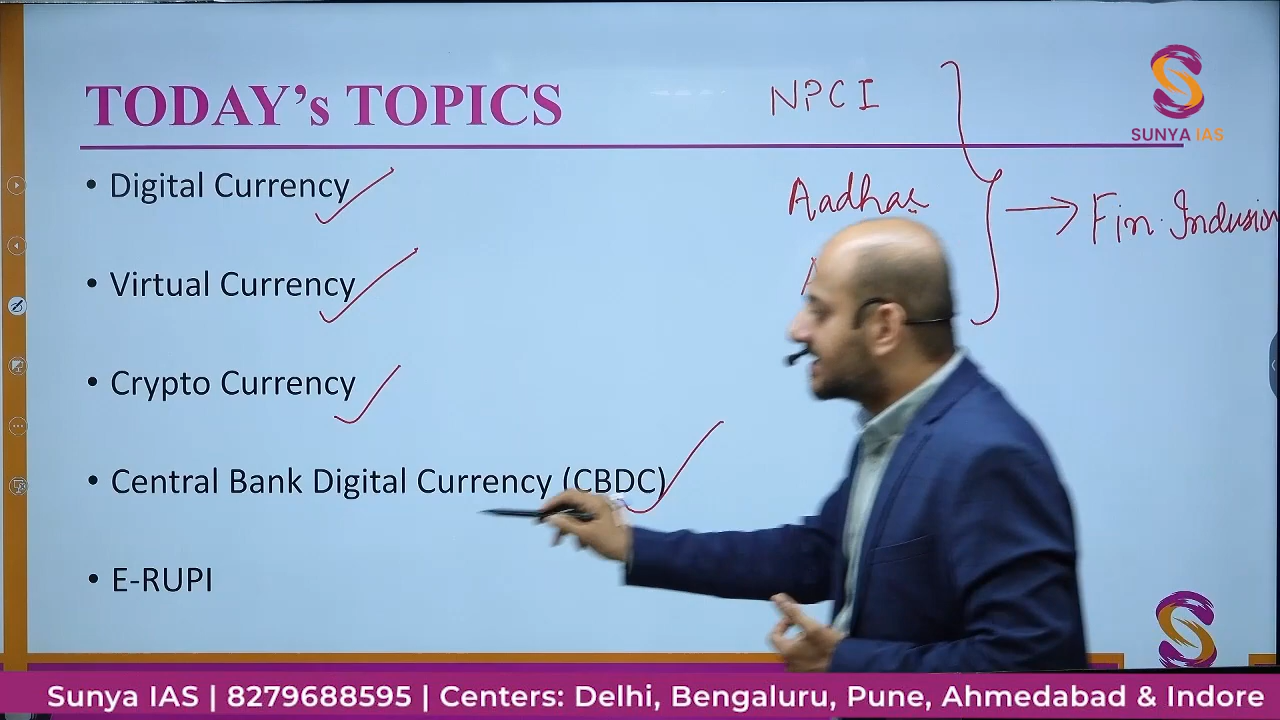 TODAY's TOPICS
• Digital Currency
• Virtual Currency
• Crypto Currency
• Central Bank Digital Currency (CBDC)
• E-RUPI
NPCI
Aadhar
→ Fin. Inclusion
SUNYA IAS
Sunya IAS | 8279688595 | Centers: Delhi, Bengaluru, Pune, Ahmedabad & Indore